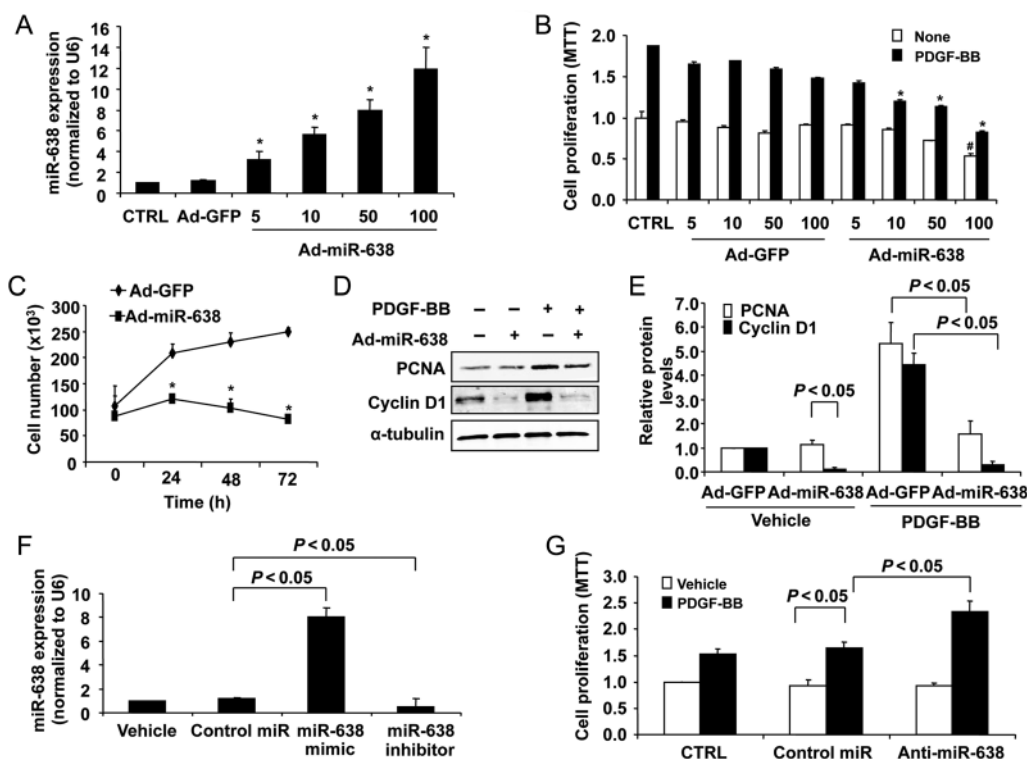 A
miR-638 expression
(normalized to U6)
16
14
12
10
8
6
4
2
0
*
*
*
*
CTRL Ad-GFP 5 10 50 100
Ad-miR-638
B
Cell proliferation (MTT)
2.0
1.5
1.0
0.5
0.0
None
PDGF-BB
*
*
*
#
CTRL 5 10 50 100 5 10 50 100
Ad-GFP Ad-miR-638
C
Cell number (x10³)
300
250
200
150
100
50
0
Ad-GFP
Ad-miR-638
*
*
*
0 24 48 72
Time (h)
D
PDGF-BB – – + +
Ad-miR-638 – + – +
PCNA
Cyclin D1
α-tubulin
E
Relative protein
levels
7.0
6.0
5.0
4.0
3.0
2.0
1.0
0.0
PCNA
Cyclin D1
P < 0.05
P < 0.05
P < 0.05
Ad-GFP Ad-miR-638 Ad-GFP Ad-miR-638
Vehicle PDGF-BB
F
miR-638 expression
(normalized to U6)
10
8
6
4
2
0
P < 0.05
P < 0.05
Vehicle Control miR miR-638 miR-638
mimic inhibitor
G
Cell proliferation (MTT)
3.0
2.5
2.0
1.5
1.0
0.5
0.0
Vehicle
PDGF-BB
P < 0.05
P < 0.05
CTRL Control miR Anti-miR-638